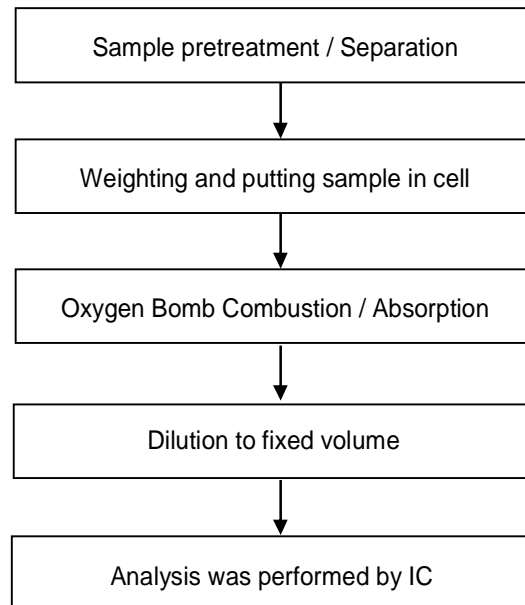 Sample pretreatment / Separation
Weighting and putting sample in cell
Oxygen Bomb Combustion / Absorption
Dilution to fixed volume
Analysis was performed by IC